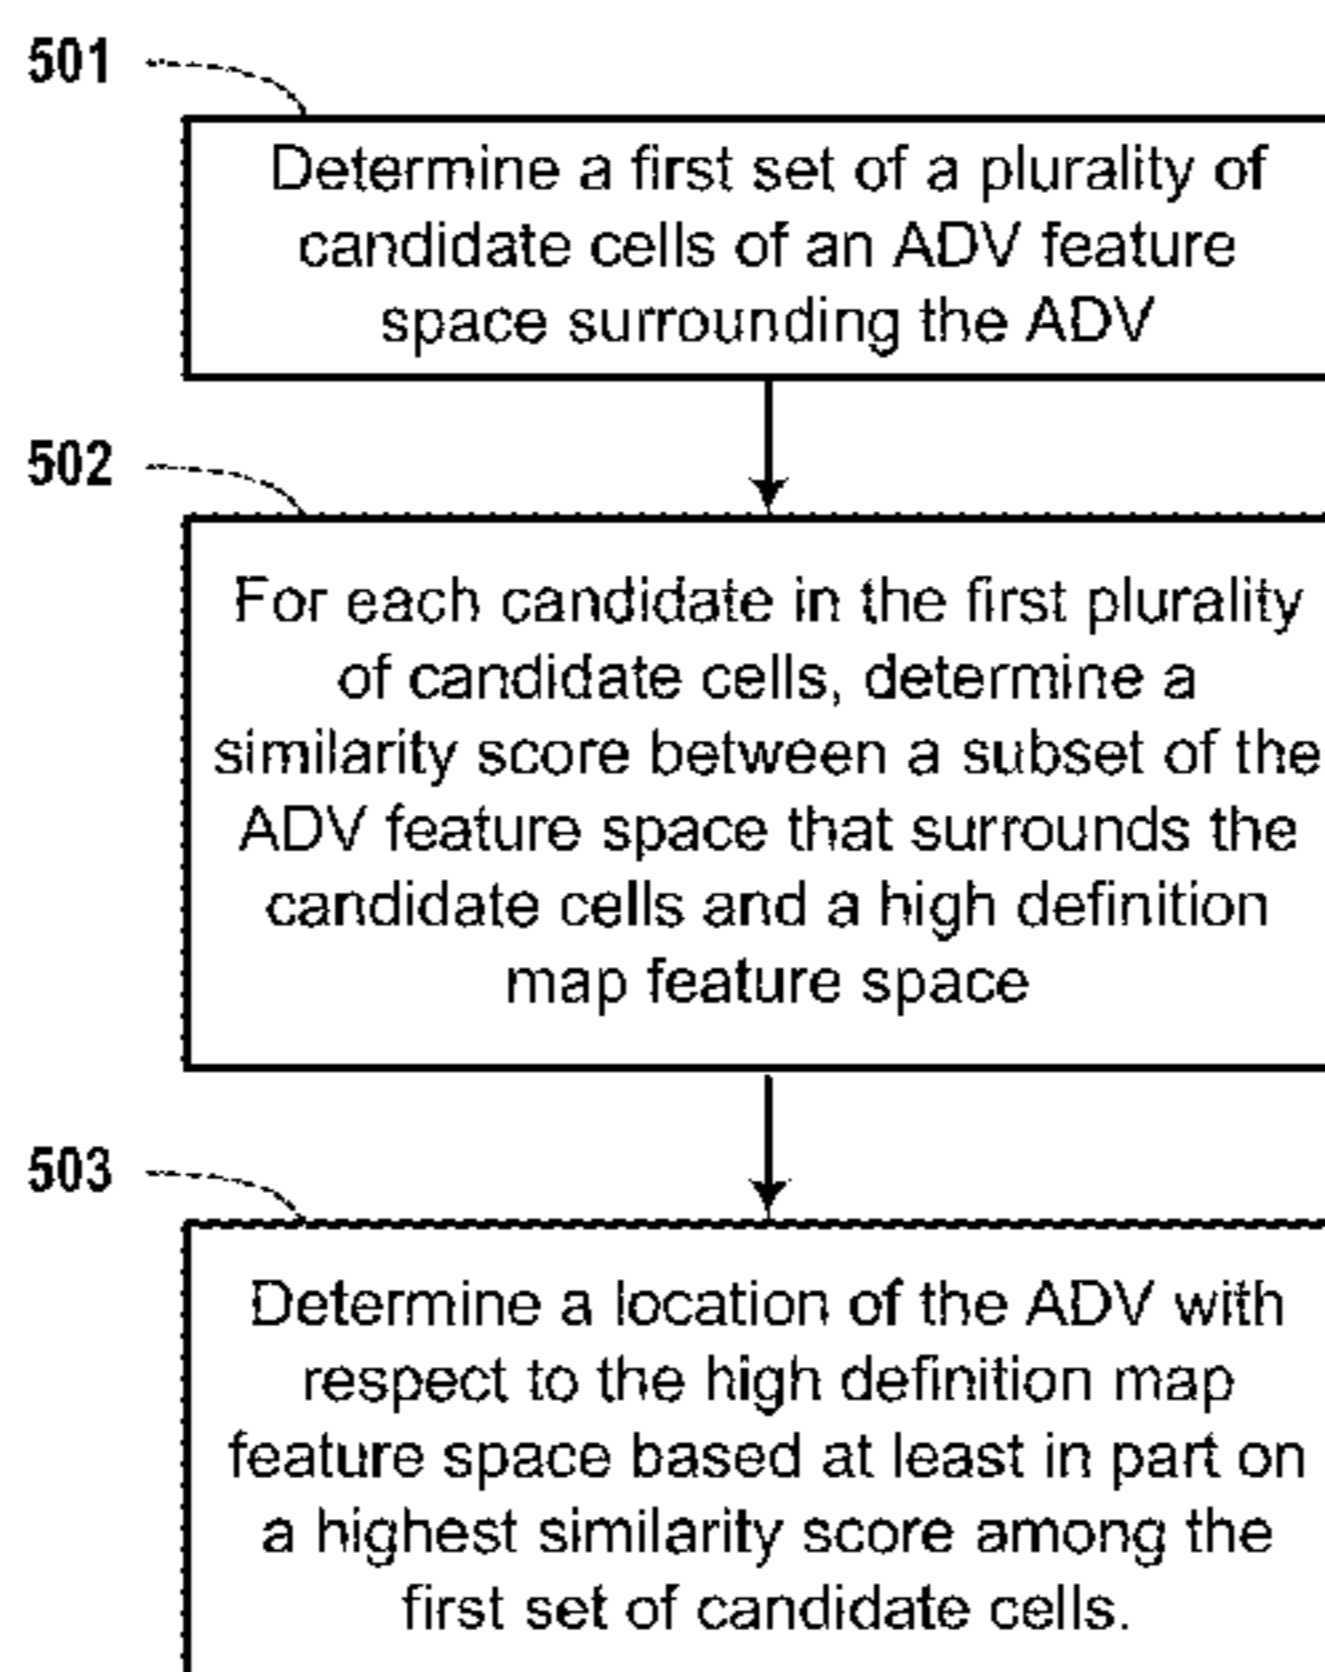 501
Determine a first set of a plurality of
candidate cells of an ADV feature
space surrounding the ADV
502
For each candidate in the first plurality
of candidate cells, determine a
similarity score between a subset of the
ADV feature space that surrounds the
candidate cells and a high definition
map feature space
503
Determine a location of the ADV with
respect to the high definition map
feature space based at least in part on
a highest similarity score among the
first set of candidate cells.